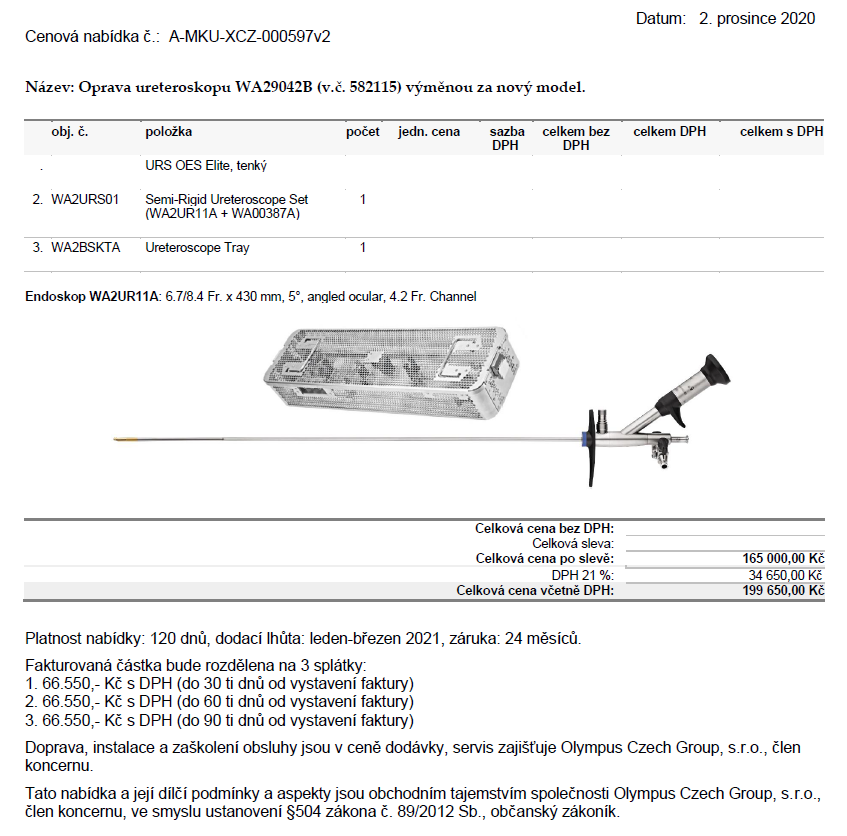 Datum: 2. prosince 2020
Cenová nabídka č.: A-MKU-XCZ-000597v2
Název: Oprava ureteroskopu WA29042B (v.č. 582115) výměnou za nový model.
obj. č. položka počet jedn. cena sazba DPH celkem bez DPH celkem DPH celkem s DPH
. URS OES Elite, tenký
2. WA2URS01 Semi-Rigid Ureteroscope Set 1
(WA2UR11A + WA00387A)
3. WA2BSKTA Ureteroscope Tray 1
Endoskop WA2UR11A: 6.7/8.4 Fr. x 430 mm, 5°, angled ocular, 4.2 Fr. Channel
Celková cena bez DPH:
Celková sleva:
Celková cena po slevě: 165 000,00 Kč
DPH 21 %: 34 650,00 Kč
Celková cena včetně DPH: 199 650,00 Kč
Platnost nabídky: 120 dnů, dodací lhůta: leden-březen 2021, záruka: 24 měsíců.
Fakturovaná částka bude rozdělena na 3 splátky:
1. 66.550,- Kč s DPH (do 30 ti dnů od vystavení faktury)
2. 66.550,- Kč s DPH (do 60 ti dnů od vystavení faktury)
3. 66.550,- Kč s DPH (do 90 ti dnů od vystavení faktury)
Doprava, instalace a zaškolení obsluhy jsou v ceně dodávky, servis zajišťuje Olympus Czech Group, s.r.o., člen
koncernu.
Tato nabídka a její dílčí podmínky a aspekty jsou obchodním tajemstvím společnosti Olympus Czech Group, s.r.o.,
člen koncernu, ve smyslu ustanovení §504 zákona č. 89/2012 Sb., občanský zákoník.